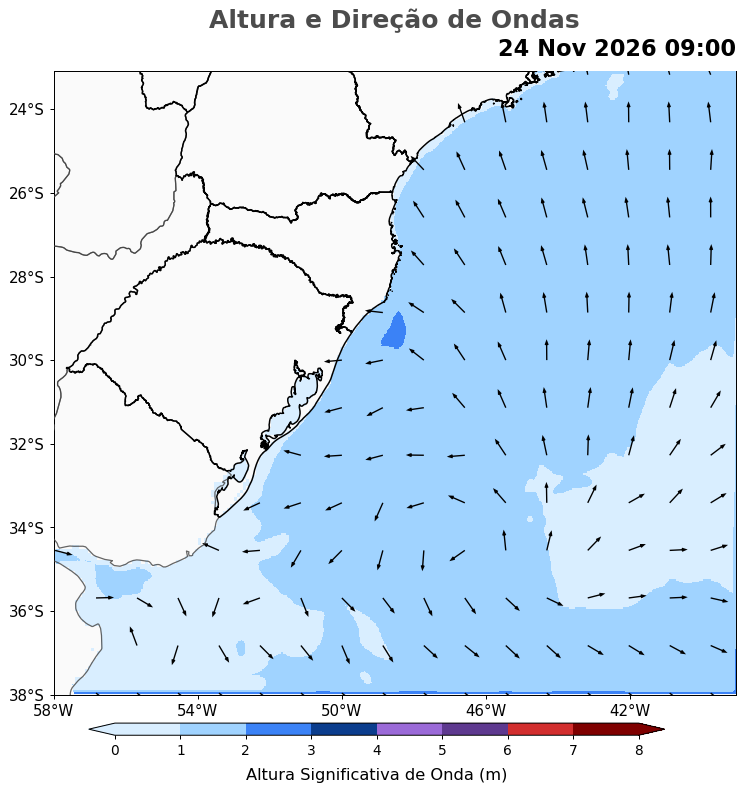 Altura e Direção de Ondas
24 Nov 2026 09:00
24°S
26°S
28°S
30°S
32°S
34°S
36°S
38°S
58°W 54°W 50°W 46°W 42°W
0 1 2 3 4 5 6 7 8
Altura Significativa de Onda (m)